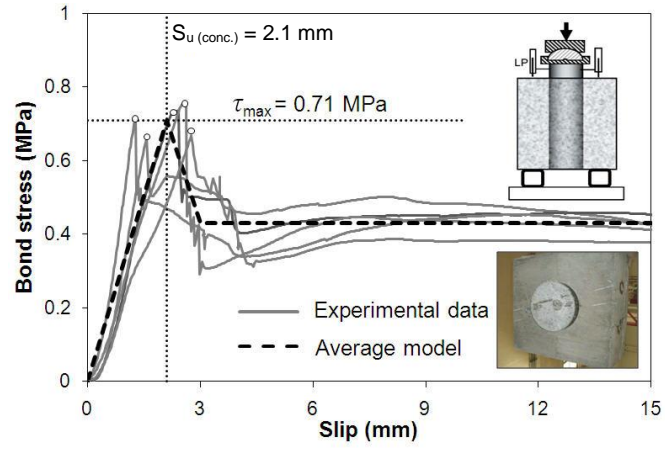 S u (conc.) = 2.1 mm
τmax = 0.71 MPa
LP
Bond stress (MPa)
1
0.8
0.6
0.4
0.2
0
Experimental data
Average model
0 3 6 9 12 15
Slip (mm)